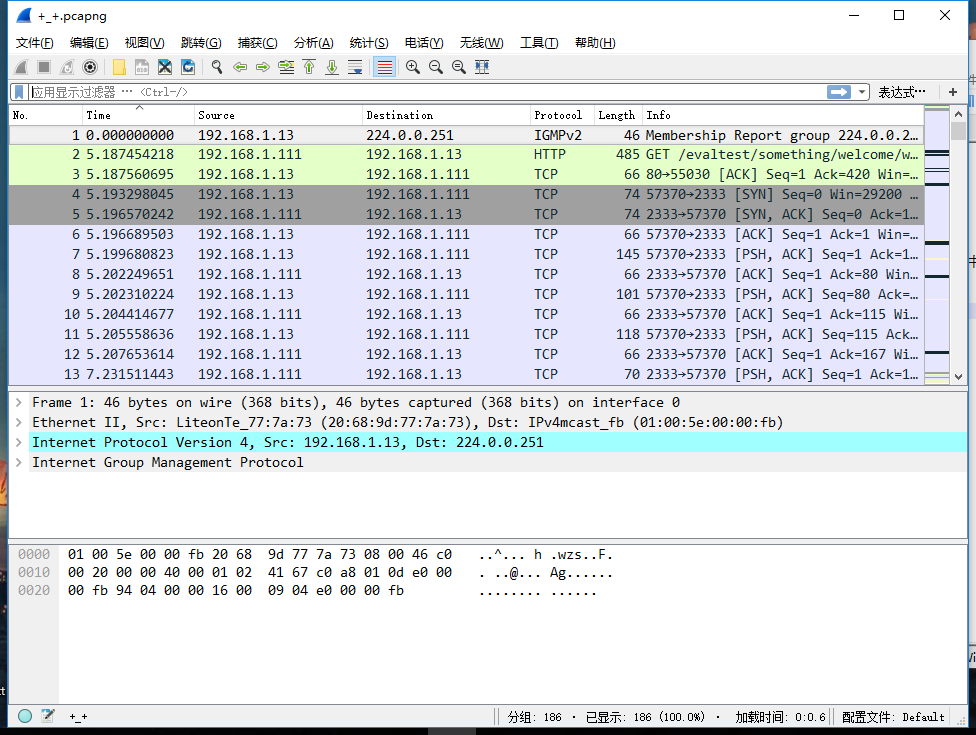 +_+.pcapng
文件(F) 编辑(E) 视图(V) 跳转(G) 捕获(C) 分析(A) 统计(S) 电话(Y) 无线(W) 工具(T) 帮助(H)
应用显示过滤器 … <Ctrl-/> 表达式… +
No. Time Source Destination Protocol Length Info
1 0.000000000 192.168.1.13 224.0.0.251 IGMPv2 46 Membership Report group 224.0.0.2…
2 5.187454218 192.168.1.111 192.168.1.13 HTTP 485 GET /evaltest/something/welcome/w…
3 5.187560695 192.168.1.13 192.168.1.111 TCP 66 80→55030 [ACK] Seq=1 Ack=420 Win=…
4 5.193298045 192.168.1.13 192.168.1.111 TCP 74 57370→2333 [SYN] Seq=0 Win=29200 …
5 5.196570242 192.168.1.111 192.168.1.13 TCP 74 2333→57370 [SYN, ACK] Seq=0 Ack=1…
6 5.196689503 192.168.1.13 192.168.1.111 TCP 66 57370→2333 [ACK] Seq=1 Ack=1 Win=…
7 5.199680823 192.168.1.13 192.168.1.111 TCP 145 57370→2333 [PSH, ACK] Seq=1 Ack=1…
8 5.202249651 192.168.1.111 192.168.1.13 TCP 66 2333→57370 [ACK] Seq=1 Ack=80 Win…
9 5.202310224 192.168.1.13 192.168.1.111 TCP 101 57370→2333 [PSH, ACK] Seq=80 Ack=…
10 5.204414677 192.168.1.111 192.168.1.13 TCP 66 2333→57370 [ACK] Seq=1 Ack=115 Wi…
11 5.205558636 192.168.1.13 192.168.1.111 TCP 118 57370→2333 [PSH, ACK] Seq=115 Ack…
12 5.207653614 192.168.1.111 192.168.1.13 TCP 66 2333→57370 [ACK] Seq=1 Ack=167 Wi…
13 7.231511443 192.168.1.111 192.168.1.13 TCP 70 2333→57370 [PSH, ACK] Seq=1 Ack=1…
Frame 1: 46 bytes on wire (368 bits), 46 bytes captured (368 bits) on interface 0
Ethernet II, Src: LiteonTe_77:7a:73 (20:68:9d:77:7a:73), Dst: IPv4mcast_fb (01:00:5e:00:00:fb)
Internet Protocol Version 4, Src: 192.168.1.13, Dst: 224.0.0.251
Internet Group Management Protocol
0000 01 00 5e 00 00 fb 20 68 9d 77 7a 73 08 00 46 c0 ..^... h .wzs..F.
0010 00 20 00 00 40 00 01 02 41 67 c0 a8 01 0d e0 00 . ..@... Ag......
0020 00 fb 94 04 00 00 16 00 09 04 e0 00 00 fb ........ ......
+_+ 分组: 186 · 已显示: 186 (100.0%) · 加载时间: 0:0.6 配置文件: Default